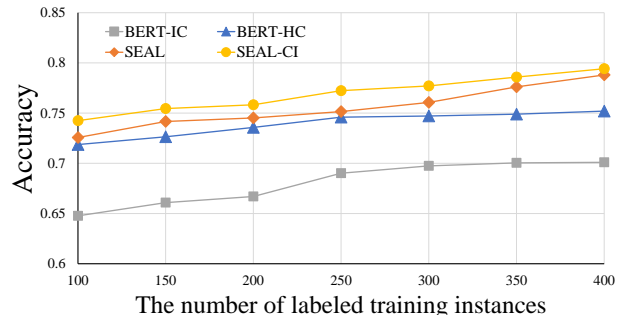 0.85
BERT-IC BERT-HC
0.8
SEAL SEAL-CI
0.75
0.7
0.65
0.6
Accuracy
100 150 200 250 300 350 400
The number of labeled training instances